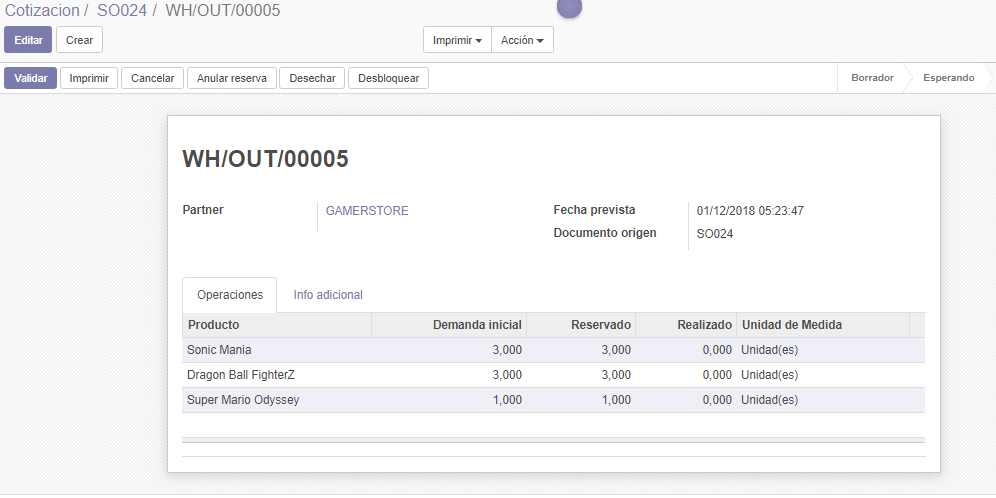 Cotizacion / SO024 / WH/OUT/00005
Editar Crear Imprimir Acción
Validar Imprimir Cancelar Anular reserva Desechar Desbloquear Borrador Esperando
WH/OUT/00005
Partner GAMERSTORE Fecha prevista 01/12/2018 05:23:47
Documento origen SO024
Operaciones Info adicional
Producto Demanda inicial Reservado Realizado Unidad de Medida
Sonic Mania 3,000 3,000 0,000 Unidad(es)
Dragon Ball FighterZ 3,000 3,000 0,000 Unidad(es)
Super Mario Odyssey 1,000 1,000 0,000 Unidad(es)